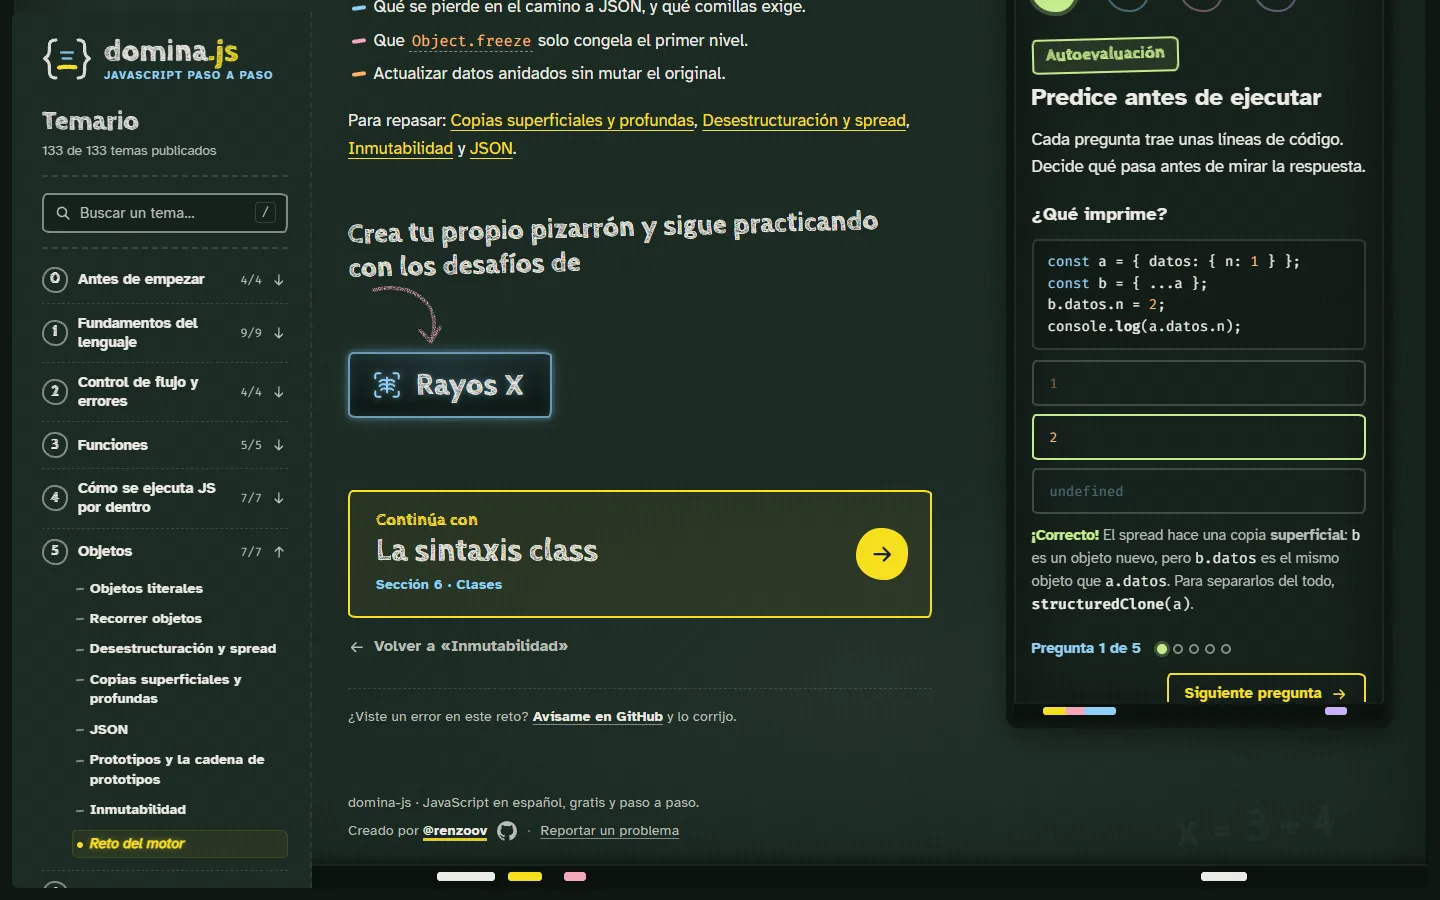 domina.js
JAVASCRIPT PASO A PASO
Temario
133 de 133 temas publicados
Buscar un tema...
/
0 Antes de empezar 4/4 ↓
1 Fundamentos del lenguaje 9/9 ↓
2 Control de flujo y errores 4/4 ↓
3 Funciones 5/5 ↓
4 Cómo se ejecuta JS por dentro 7/7 ↓
5 Objetos 7/7 ↑
Objetos literales
Recorrer objetos
Desestructuración y spread
Copias superficiales y profundas
JSON
Prototipos y la cadena de prototipos
Inmutabilidad
Reto del motor
Qué se pierde en el camino a JSON, y qué comillas exige.
Que Object.freeze solo congela el primer nivel.
Actualizar datos anidados sin mutar el original.
Para repasar: Copias superficiales y profundas, Desestructuración y spread,
Inmutabilidad y JSON.
Crea tu propio pizarrón y sigue practicando
con los desafíos de
Rayos X
Continúa con
La sintaxis class
Sección 6 · Clases
→
← Volver a «Inmutabilidad»
¿Viste un error en este reto? Avísame en GitHub y lo corrijo.
domina-js · JavaScript en español, gratis y paso a paso.
Creado por @renzoov · Reportar un problema
Autoevaluación
Predice antes de ejecutar
Cada pregunta trae unas líneas de código.
Decide qué pasa antes de mirar la respuesta.
¿Qué imprime?
const a = { datos: { n: 1 } };
const b = { ...a };
b.datos.n = 2;
console.log(a.datos.n);
1
2
undefined
¡Correcto! El spread hace una copia superficial: b
es un objeto nuevo, pero b.datos es el mismo
objeto que a.datos. Para separarlos del todo,
structuredClone(a).
Pregunta 1 de 5
Siguiente pregunta →
x = 3 + 4